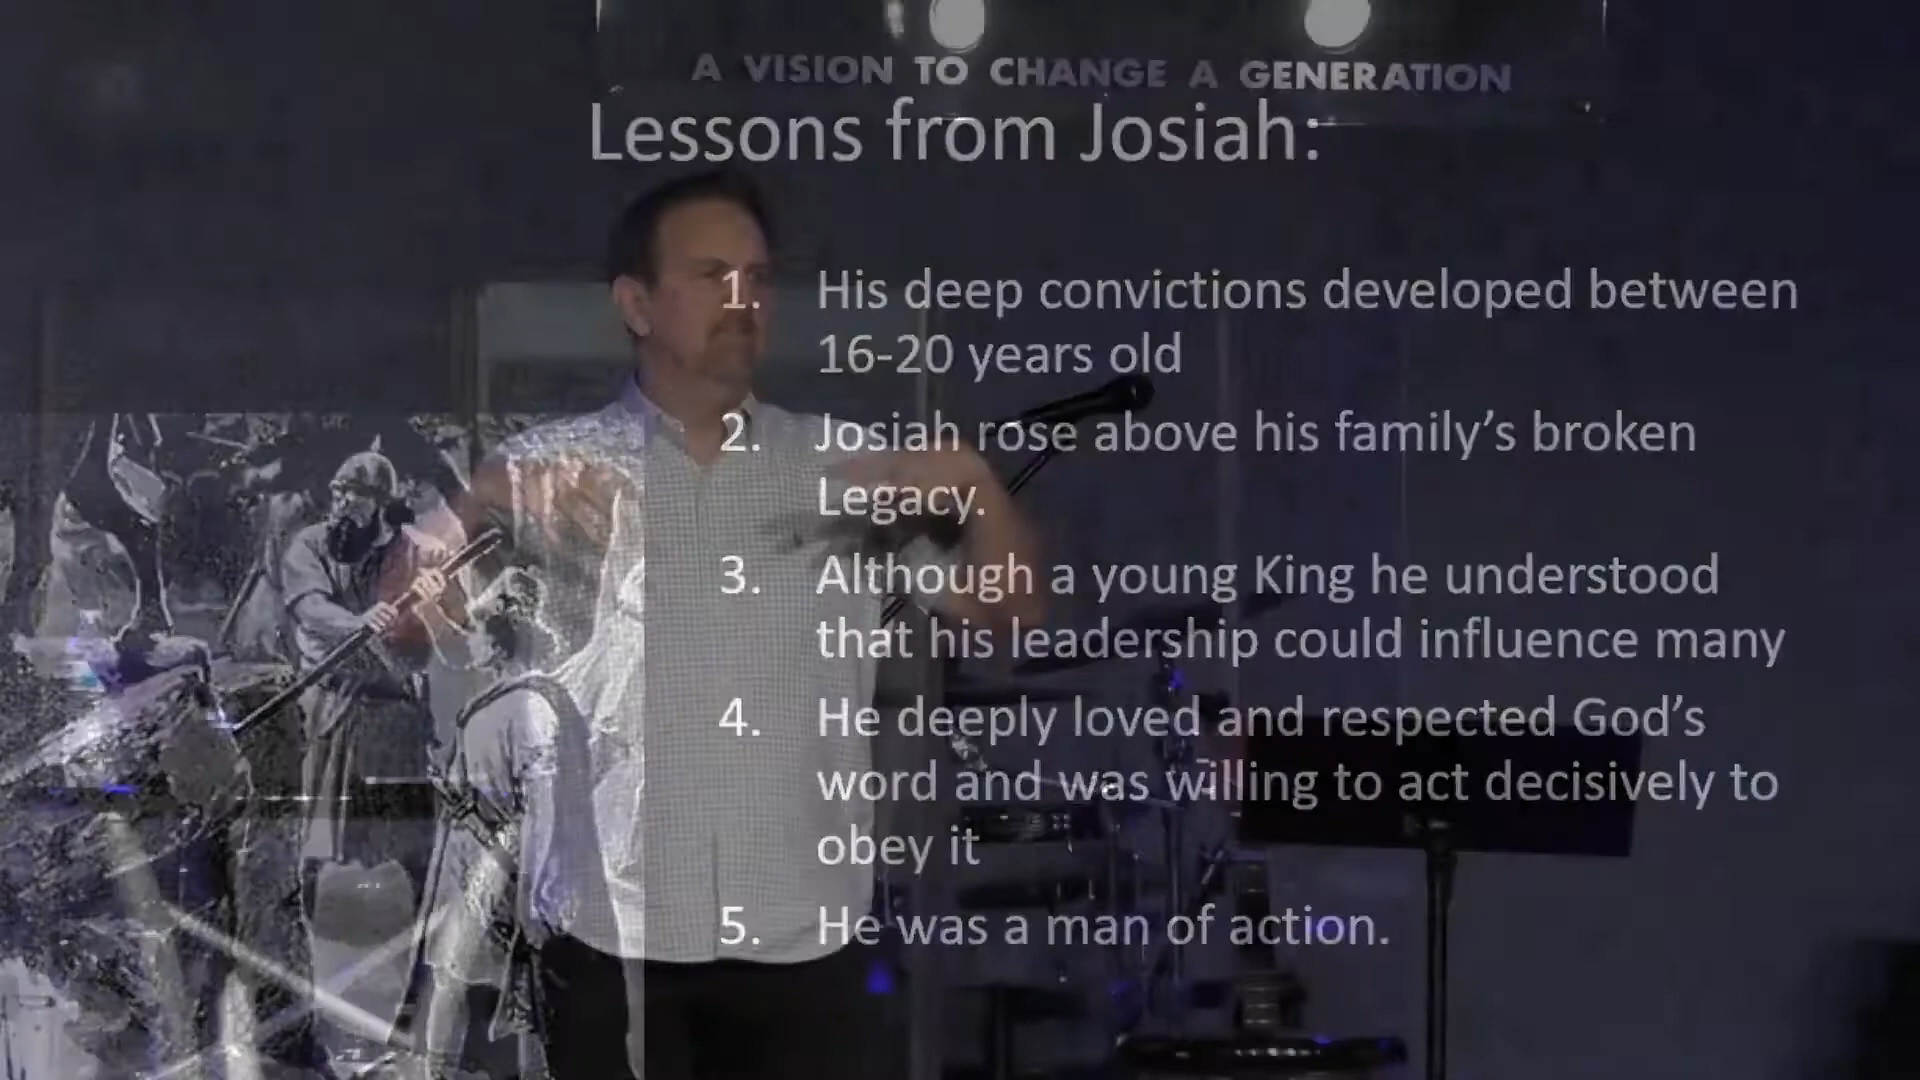 A VISION TO CHANGE A GENERATION
Lessons from Josiah:
1. His deep convictions developed between
16-20 years old
2. Josiah rose above his family’s broken
Legacy.
3. Although a young King he understood
that his leadership could influence many
4. He deeply loved and respected God’s
word and was willing to act decisively to
obey it
5. He was a man of action.